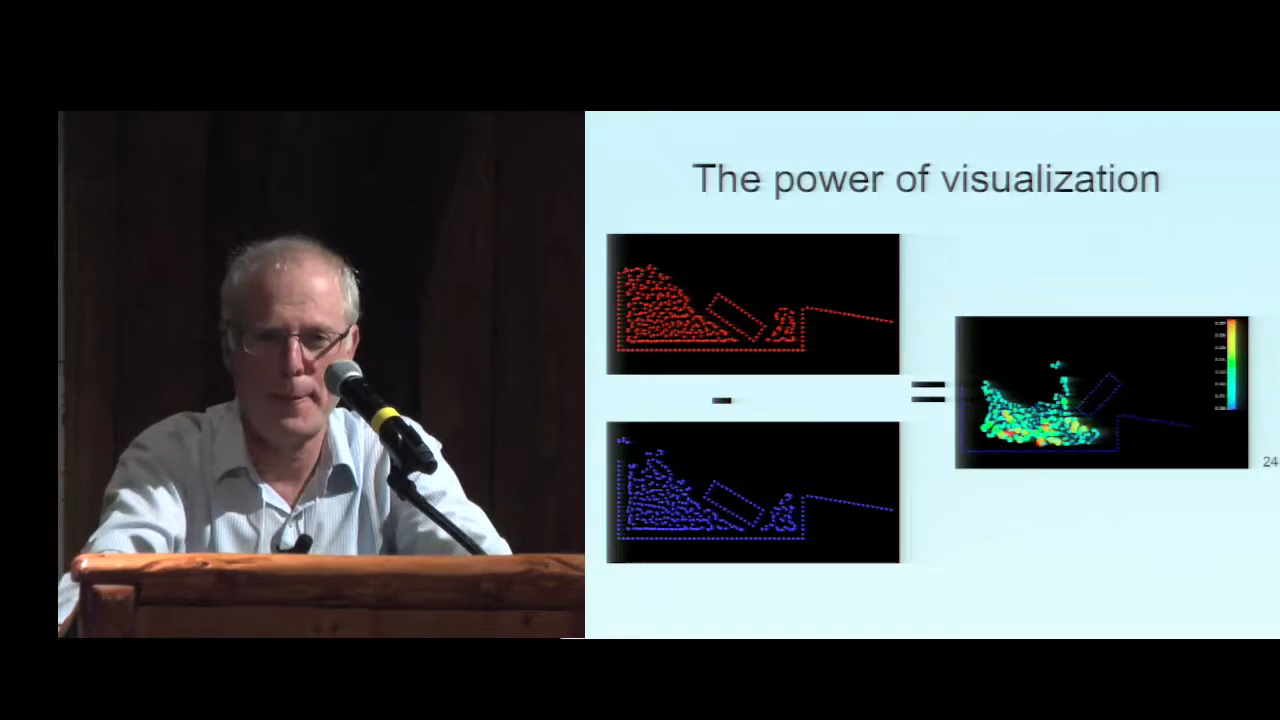 The power of visualization
-
=
24